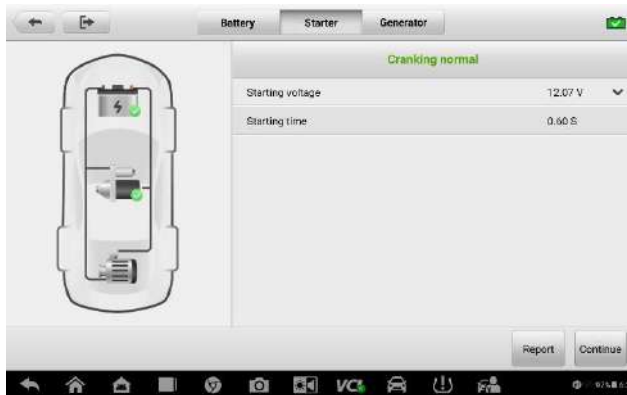 Battery Starter Generator
Cranking normal
Starting voltage 12.07 V
Starting time 0.60 S
Report Continue
VCI